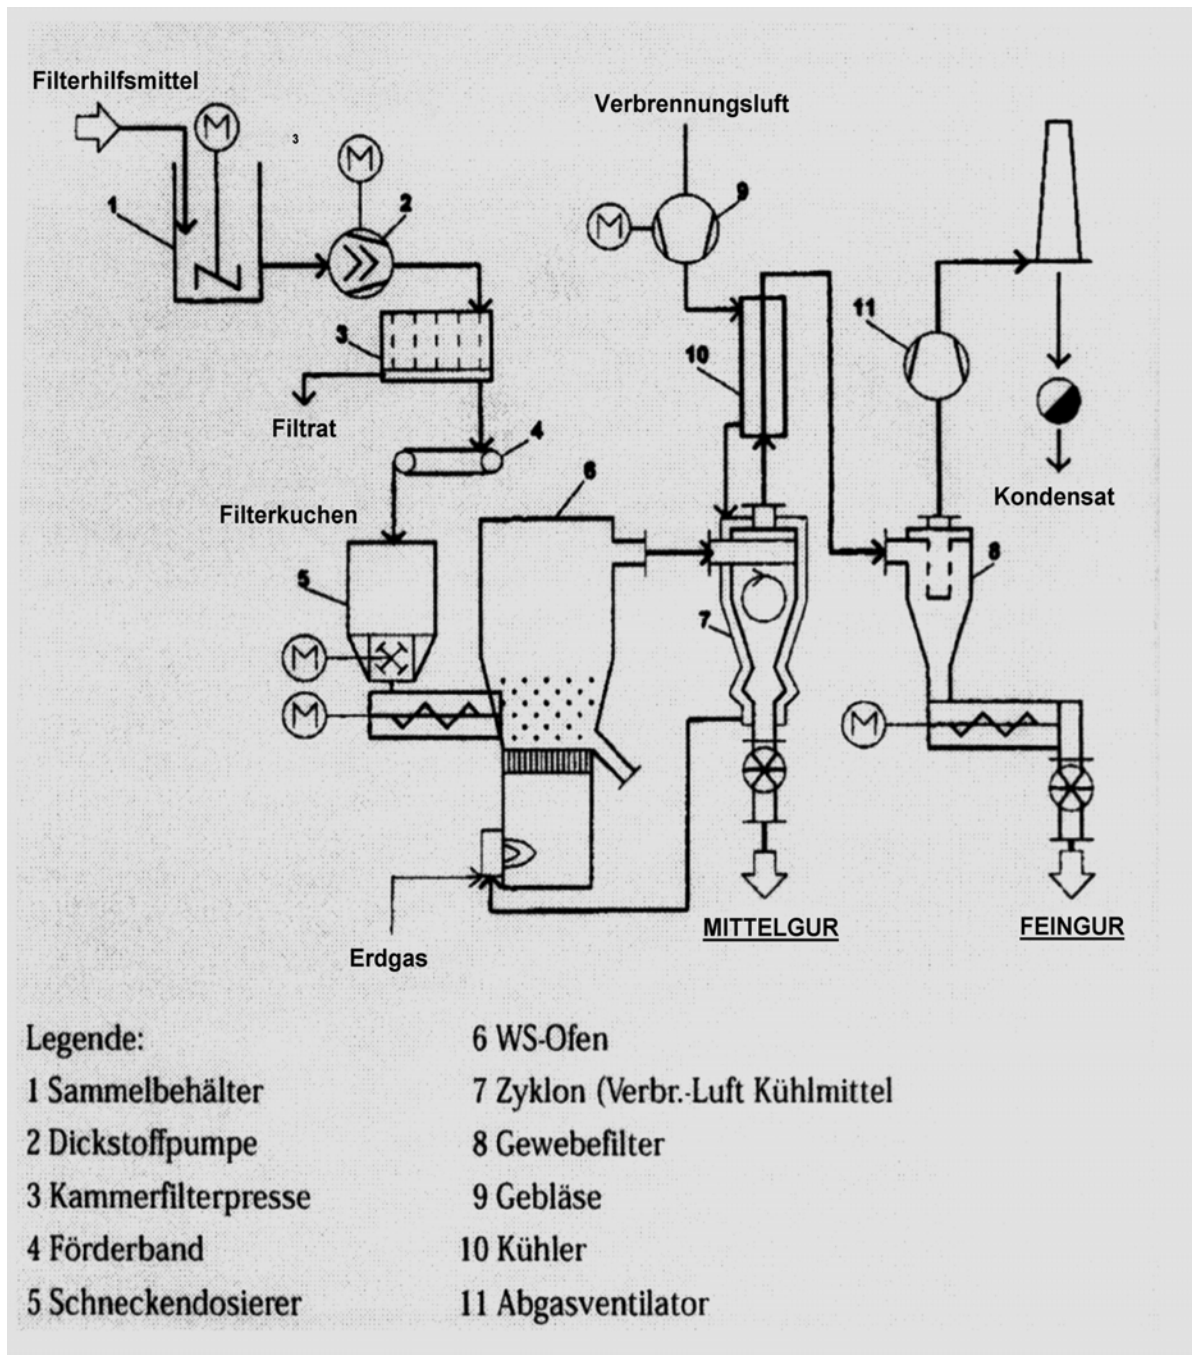 Filterhilfsmittel
M
3
M
Verbrennungsluft
1
2
M
9
3
10
11
Filtrat
4
6
Kondensat
Filterkuchen
5
8
7
M
M
M
MITTELGUR
FEINGUR
Erdgas
Legende:
1 Sammelbehälter
2 Dickstoffpumpe
3 Kammerfilterpresse
4 Förderband
5 Schneckendosierer
6 WS-Ofen
7 Zyklon (Verbr.-Luft Kühlmittel
8 Gewebefilter
9 Gebläse
10 Kühler
11 Abgasventilator